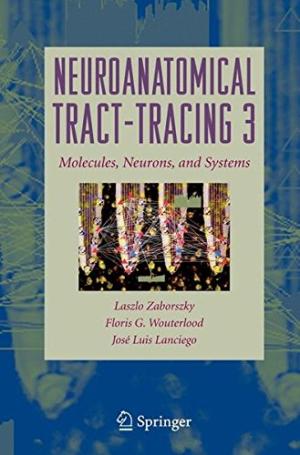 NEUROANATOMICAL
TRACT-TRACING 3
Molecules, Neurons, and Systems
Laszlo Zaborszky
Floris G. Wouterlood
José Luis Lanciego
Springer